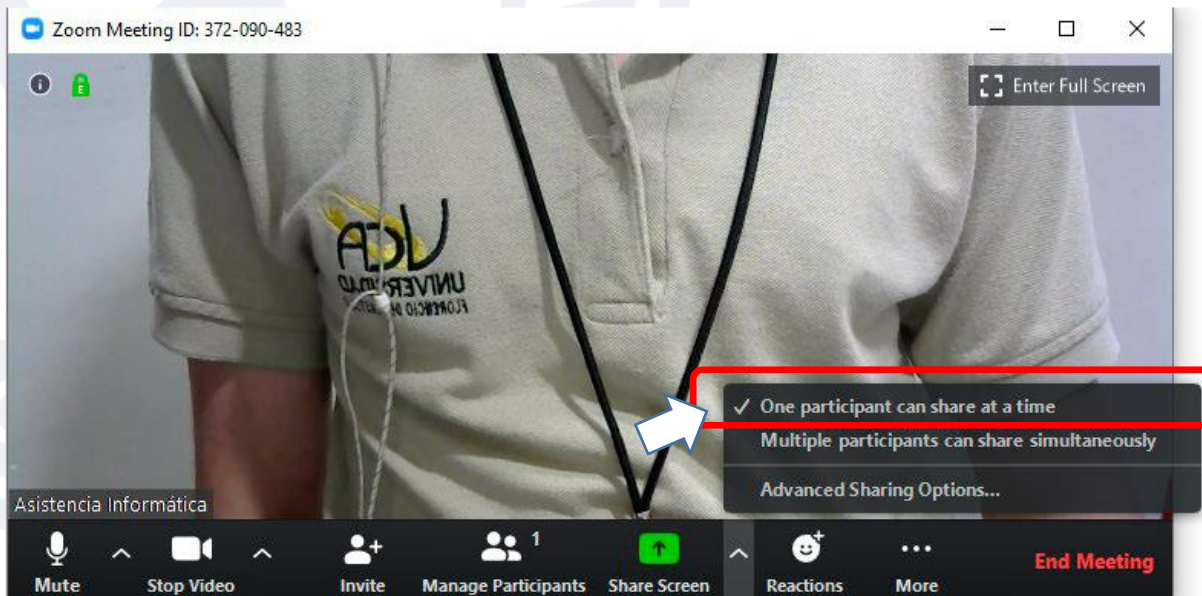 Zoom Meeting ID: 372-090-483
Enter Full Screen
UCA
UNIVERSIDAD
FLORENCIO DE
One participant can share at a time
Multiple participants can share simultaneously
Advanced Sharing Options...
Asistencia Informática
1
Mute
Stop Video
Invite
Manage Participants
Share Screen
Reactions
More
End Meeting